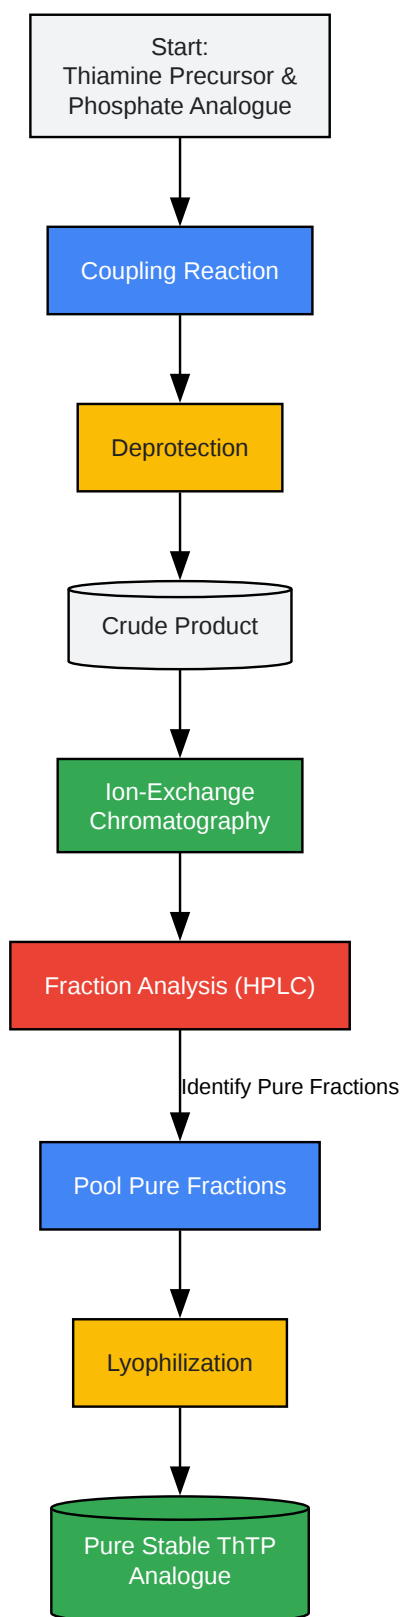 Start:
Thiamine Precursor &
Phosphate Analogue
Coupling Reaction
Deprotection
Crude Product
Ion-Exchange
Chromatography
Fraction Analysis (HPLC)
Identify Pure Fractions
Pool Pure Fractions
Lyophilization
Pure Stable ThTP
Analogue